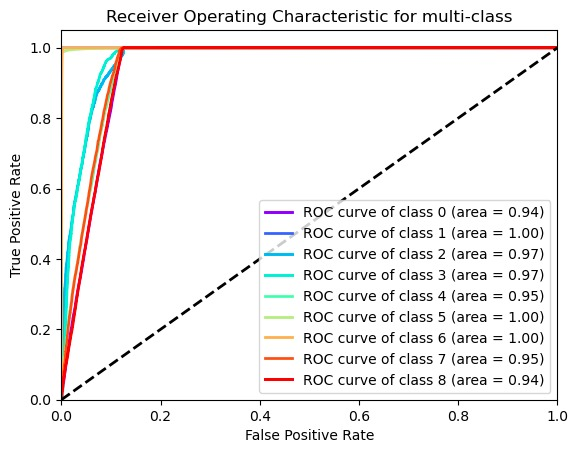 Receiver Operating Characteristic for multi-class
1.0
0.8
0.6
0.4
0.2
0.0
True Positive Rate
ROC curve of class 0 (area = 0.94)
ROC curve of class 1 (area = 1.00)
ROC curve of class 2 (area = 0.97)
ROC curve of class 3 (area = 0.97)
ROC curve of class 4 (area = 0.95)
ROC curve of class 5 (area = 1.00)
ROC curve of class 6 (area = 1.00)
ROC curve of class 7 (area = 0.95)
ROC curve of class 8 (area = 0.94)
0.0 0.2 0.4 0.6 0.8 1.0
False Positive Rate